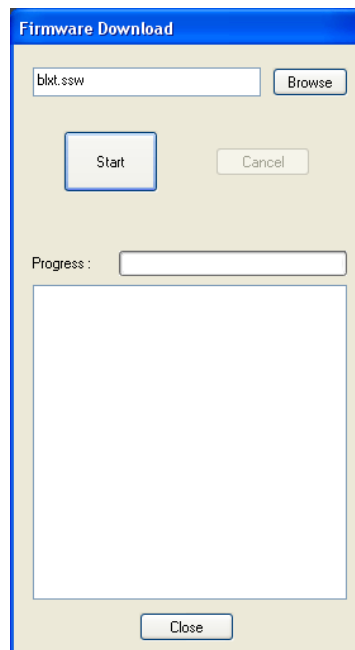 Firmware Download
blxt.ssw
Browse
Start
Cancel
Progress :
Close